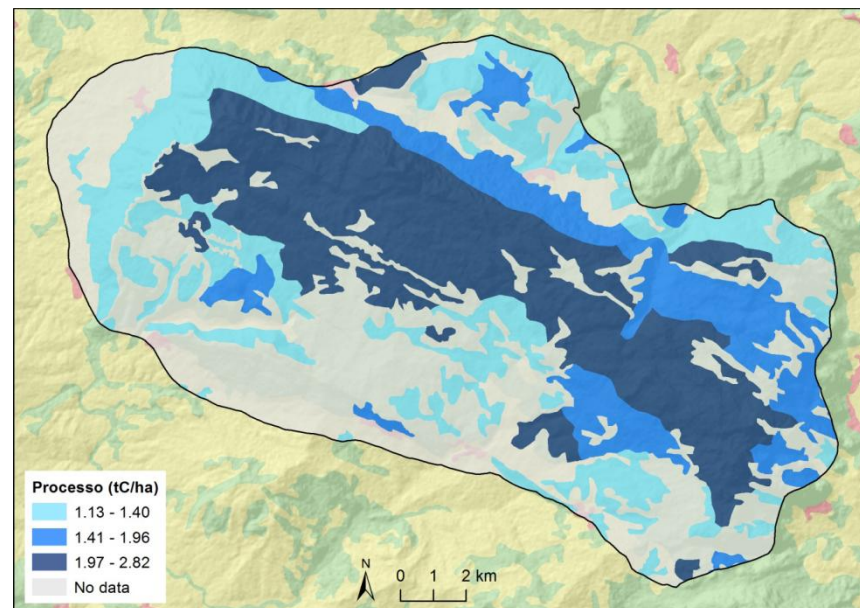 Processo (tC/ha)
1.13 - 1.40
1.41 - 1.96
1.97 - 2.82
No data
N
0 1 2 km